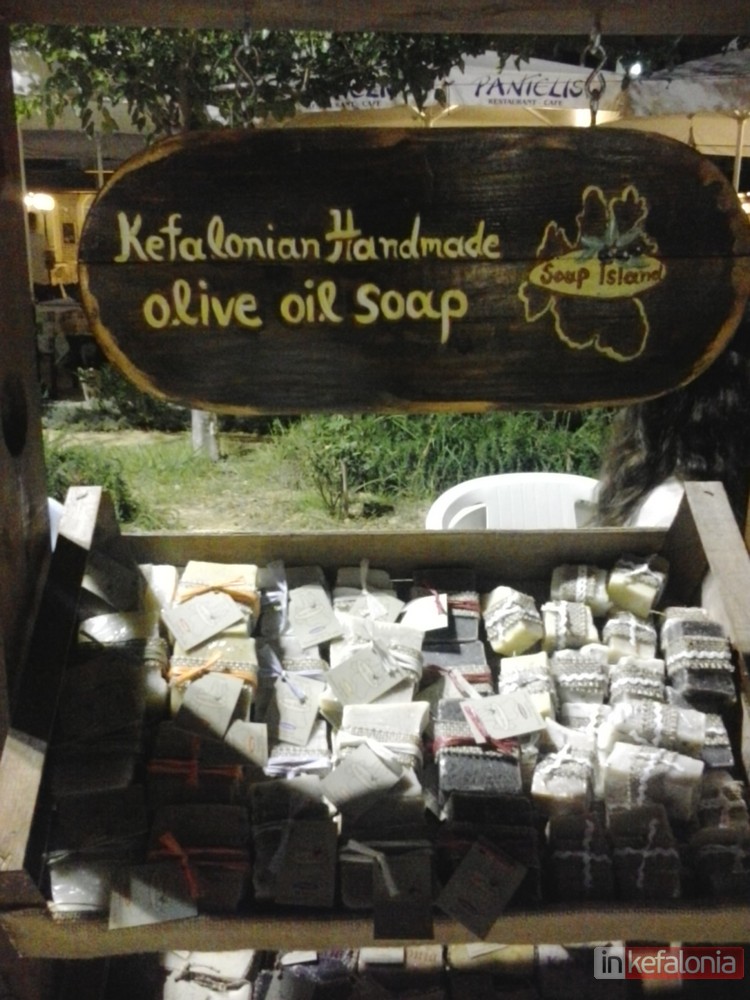 PANTELIS
RESTAURANT CAFE
Kefalonian Handmade
olive oil soap
Soap Island
inkefalonia